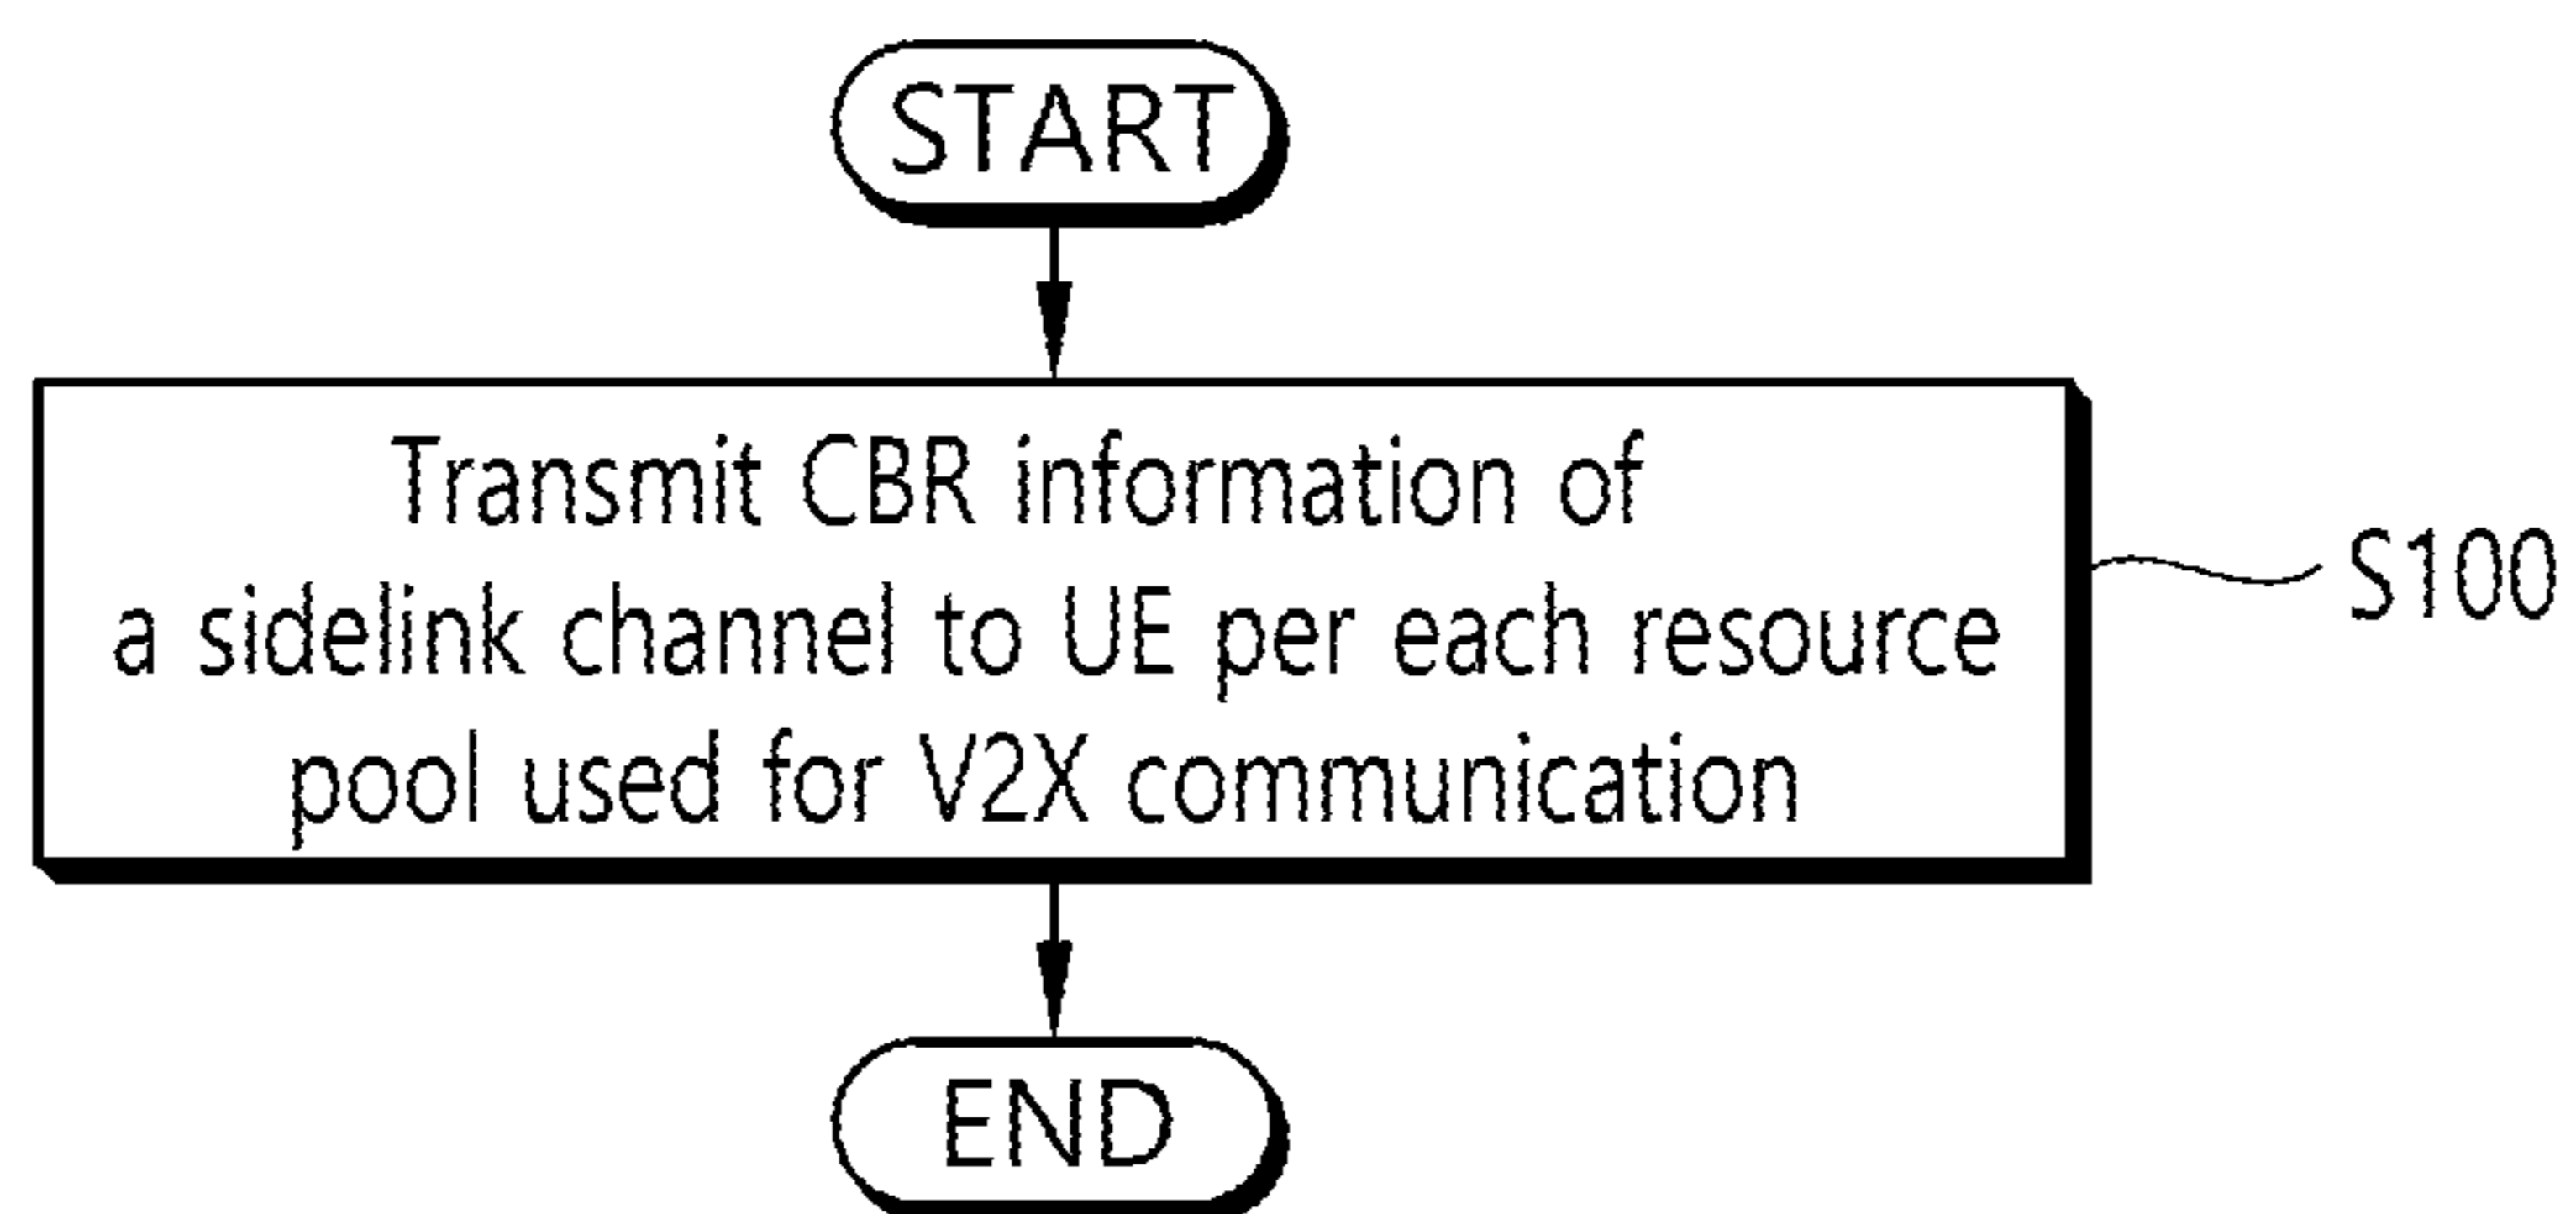 START
Transmit CBR information of
a sidelink channel to UE per each resource
pool used for V2X communication
S100
END